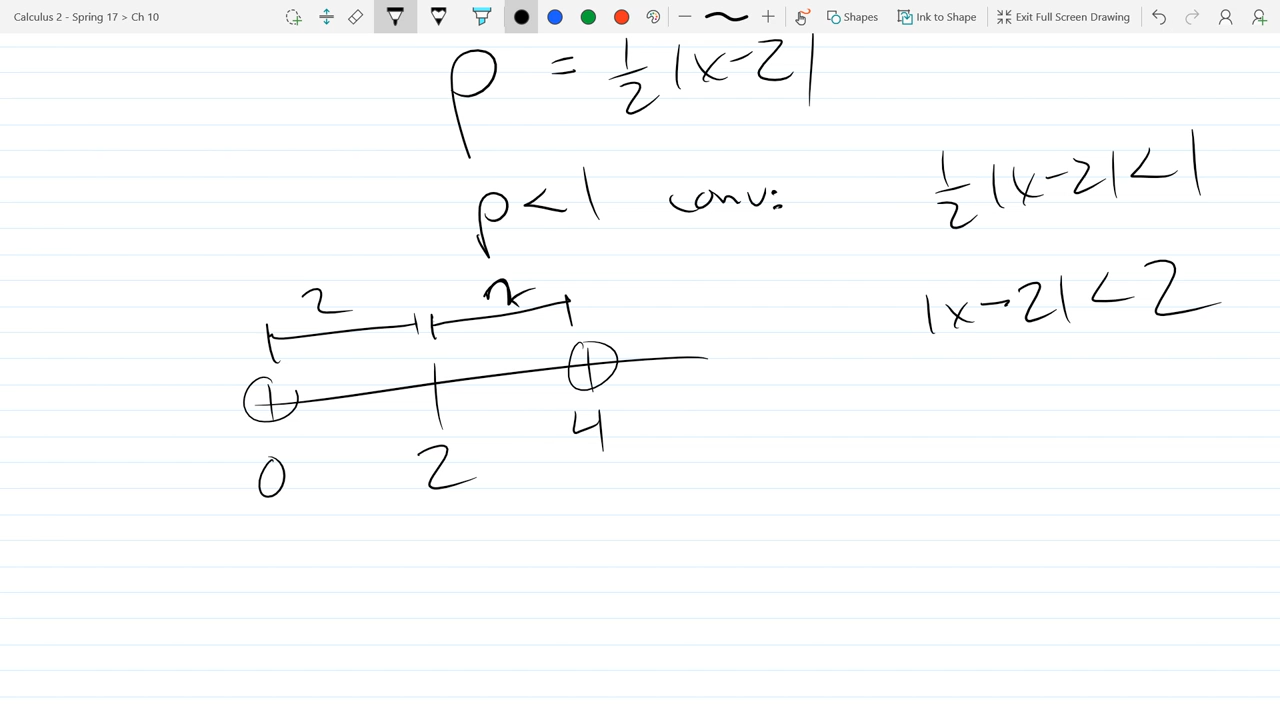 Calculus 2 - Spring 17 > Ch 10
Shapes
Ink to Shape
Exit Full Screen Drawing
ρ = 1/2 |x-2|
ρ < 1 conv:
1/2 |x-2| < 1
|x-2| < 2
2
0 2 4